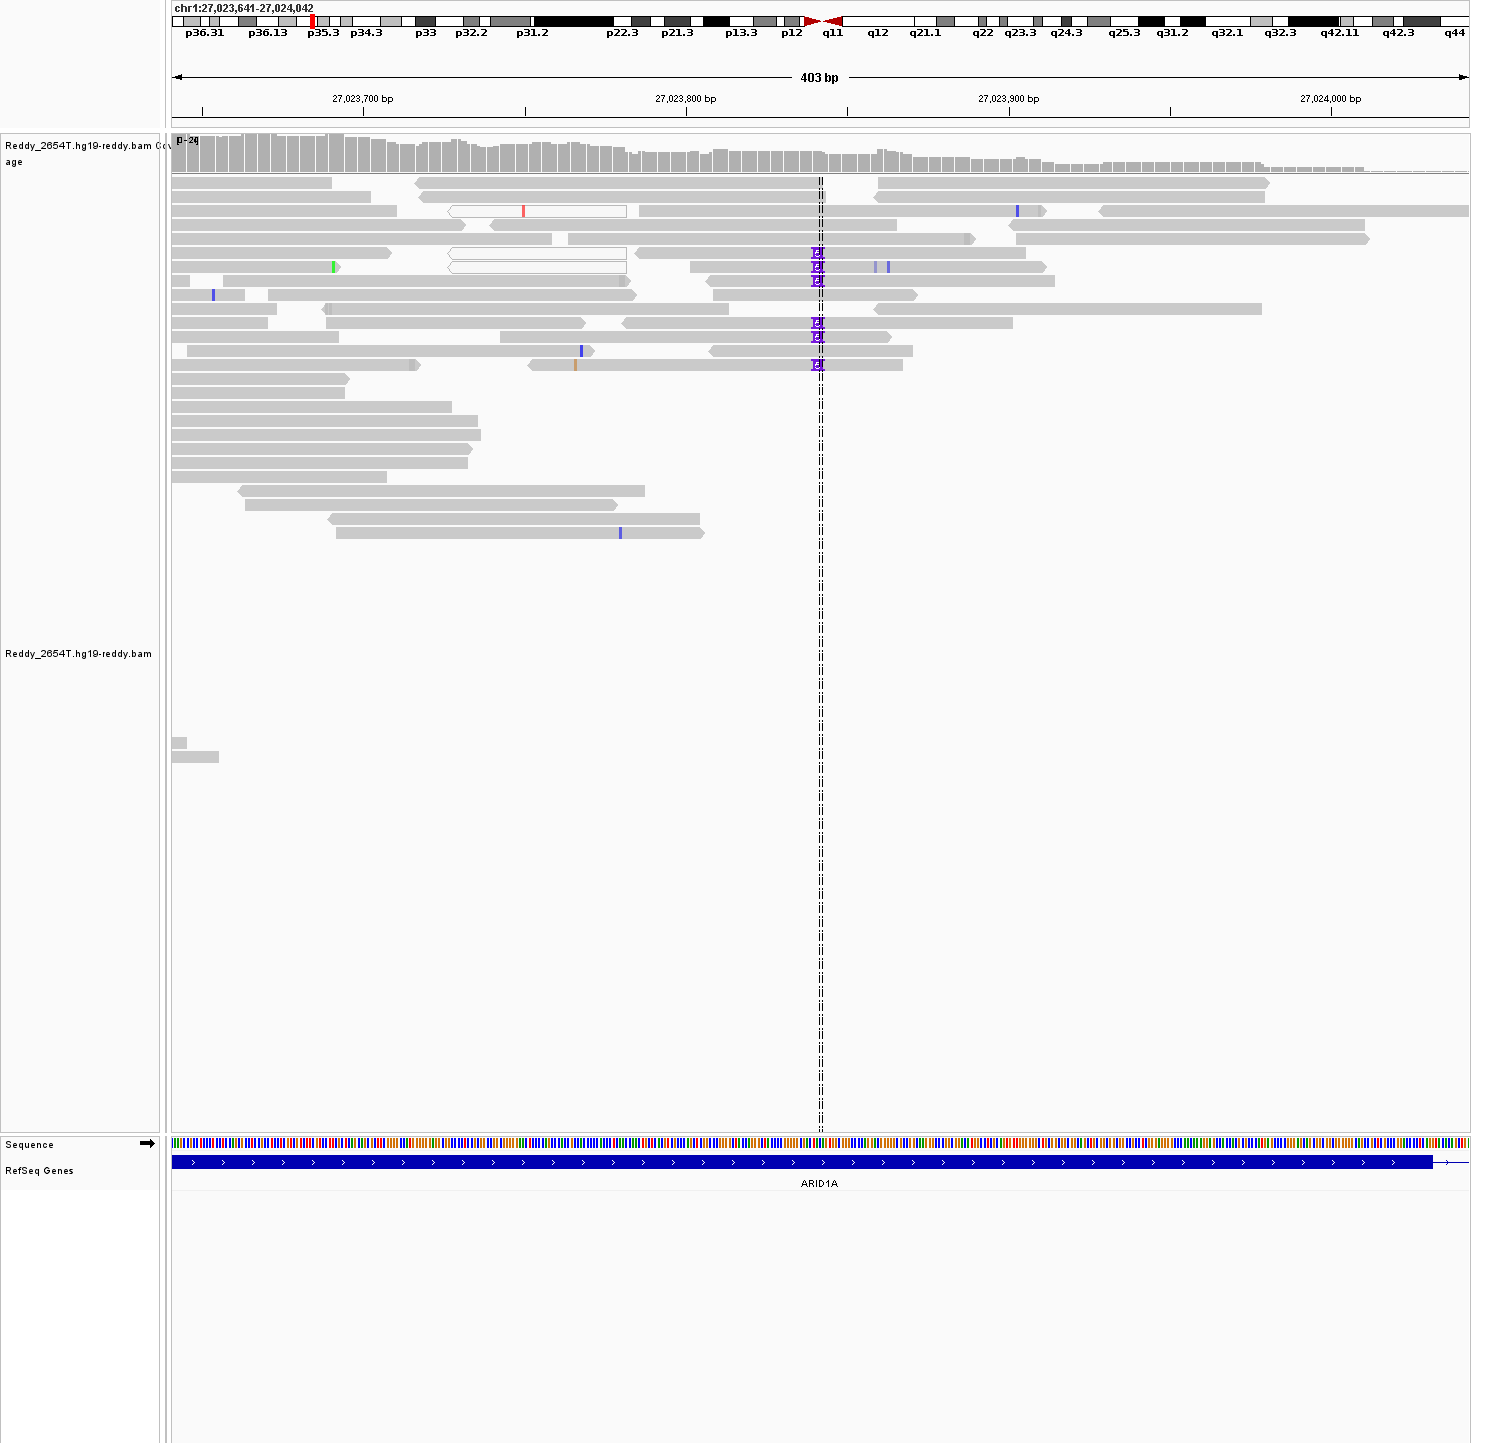 chr1:27,023,641-27,024,042
p36.31 p36.13 p35.3 p34.3 p33 p32.2 p31.2 p22.3 p21.3 p13.3 p12 q11 q12 q21.1 q22 q23.3 q24.3 q25.3 q31.2 q32.1 q32.3 q42.11 q42.3 q44
403 bp
27,023,700 bp 27,023,800 bp 27,023,900 bp 27,024,000 bp
Reddy_2654T.hg19-reddy.bam Cov
age
Reddy_2654T.hg19-reddy.bam
Sequence
RefSeq Genes
ARID1A